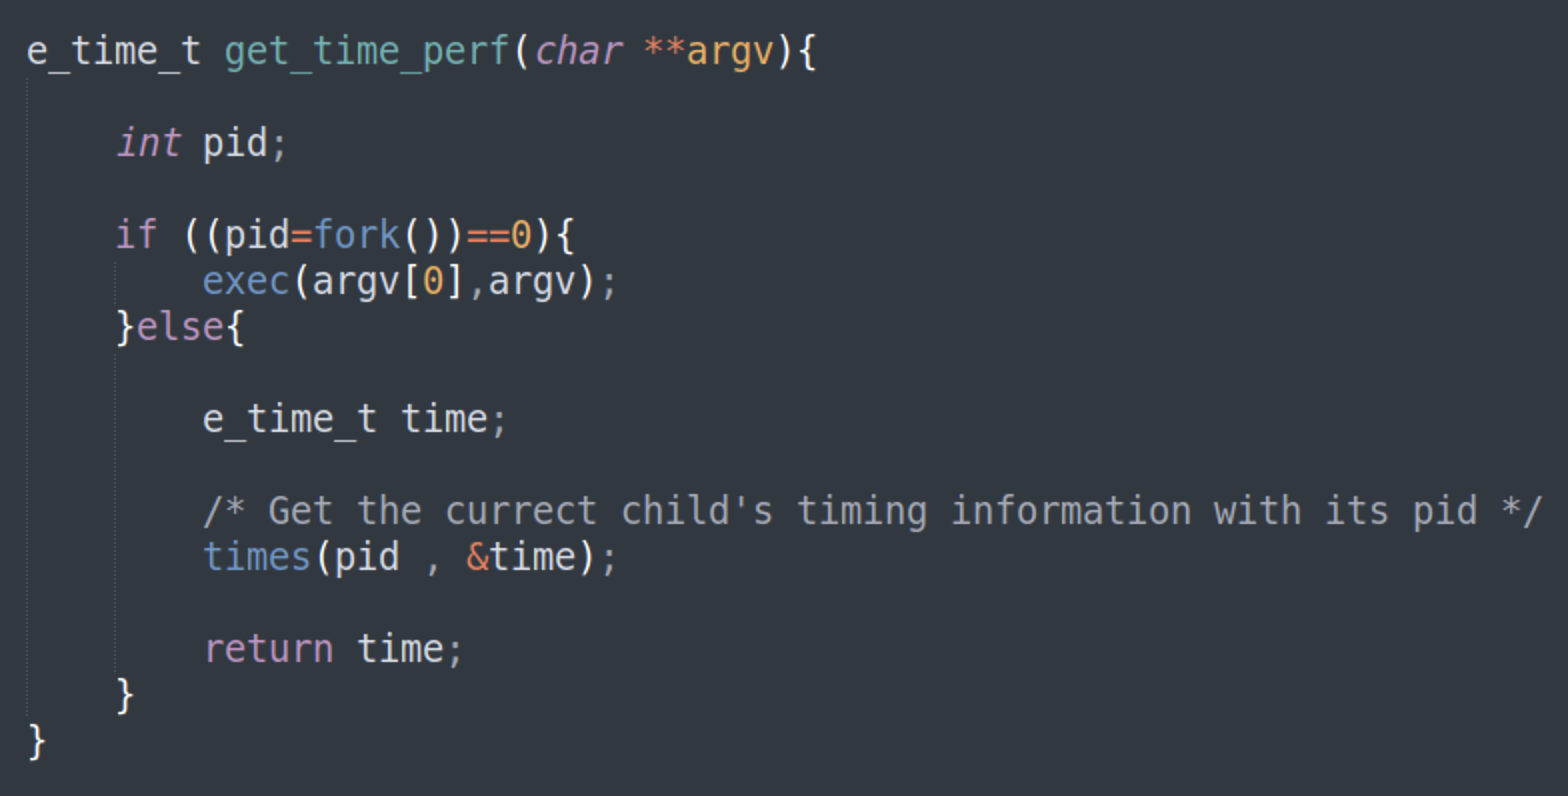 e_time_t get_time_perf(char **argv){
int pid;
if ((pid=fork())==0){
exec(argv[0],argv);
}else{
e_time_t time;
/* Get the currect child's timing information with its pid */
times(pid , &time);
return time;
}
}